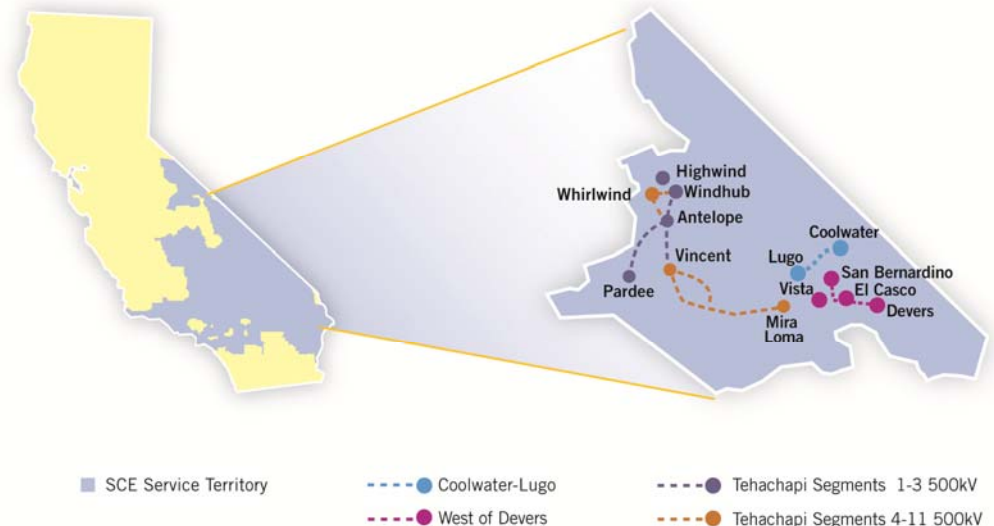 Highwind
Whirlwind
Windhub
Antelope
Coolwater
Vincent
Lugo
San Bernardino
Pardee
Vista
El Casco
Devers
Mira
Loma
SCE Service Territory
Coolwater-Lugo
Tehachapi Segments 1-3 500kV
West of Devers
Tehachapi Segments 4-11 500kV